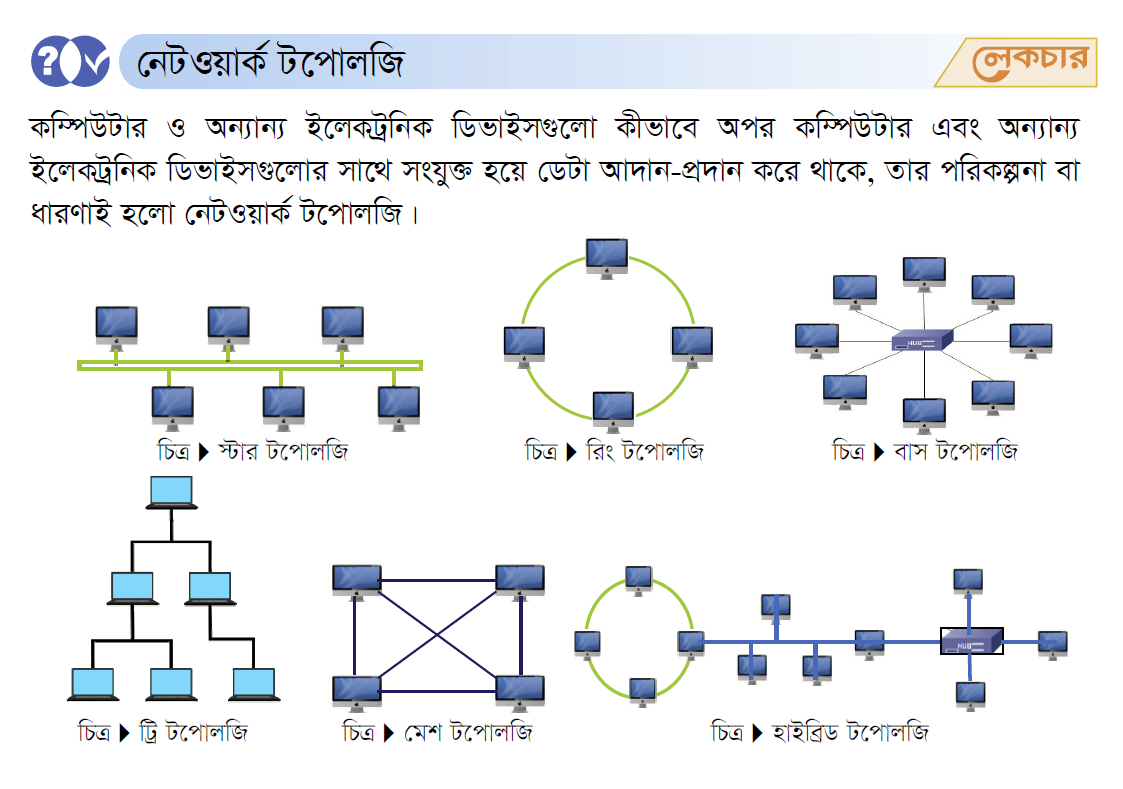 নেটওয়ার্ক টপোলজি
লেকচার
কম্পিউটার ও অন্যান্য ইলেকট্রনিক ডিভাইসগুলো কীভাবে অপর কম্পিউটার এবং অন্যান্য
ইলেকট্রনিক ডিভাইসগুলোর সাথে সংযুক্ত হয়ে ডেটা আদান-প্রদান করে থাকে, তার পরিকল্পনা বা
ধারণাই হলো নেটওয়ার্ক টপোলজি।
HUB
চিত্র স্টার টপোলজি
চিত্র রিং টপোলজি
চিত্র বাস টপোলজি
HUB
চিত্র ট্রি টপোলজি
চিত্র মেশ টপোলজি
চিত্র হাইব্রিড টপোলজি